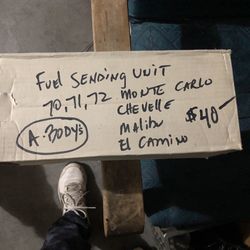 FUEL SENDING UNIT
70, 71, 72 MONTE CARLO
CHEVELLE $40-
A. BODY'S MALIBU
EL CAMINO